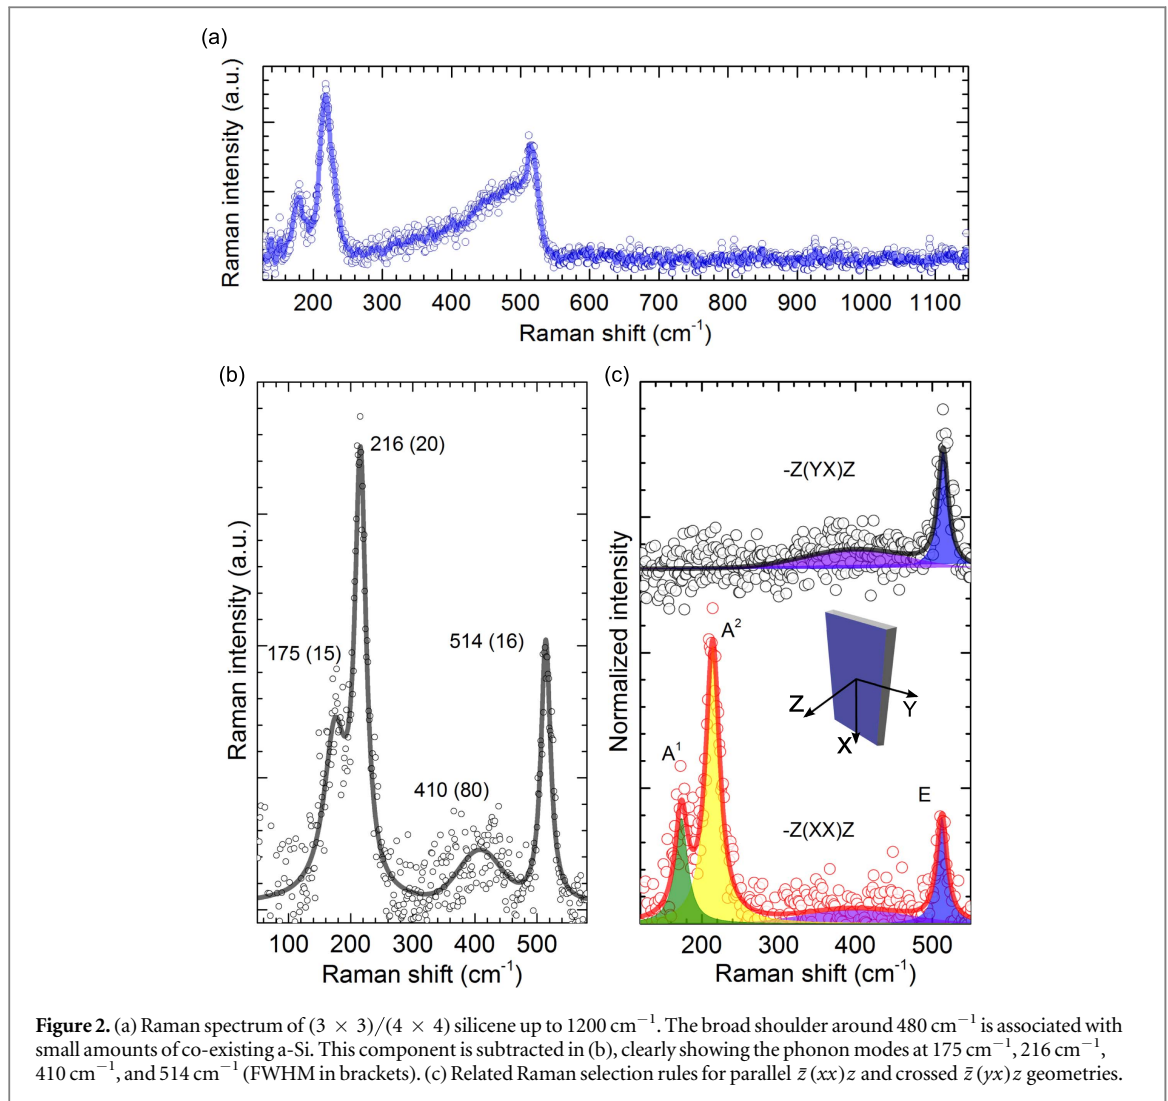 (a)
Raman intensity (a.u.)
200 300 400 500 600 700 800 900 1000 1100
Raman shift (cm⁻¹)
(b)
Raman intensity (a.u.)
216 (20)
175 (15)
514 (16)
410 (80)
100 200 300 400 500
Raman shift (cm⁻¹)
(c)
Normalized intensity
-Z(YX)Z
A²
Z
Y
X
A¹
E
-Z(XX)Z
200 300 400 500
Raman shift (cm⁻¹)
Figure 2. (a) Raman spectrum of (3 × 3)/(4 × 4) silicene up to 1200 cm⁻¹. The broad shoulder around 480 cm⁻¹ is associated with
small amounts of co-existing a-Si. This component is subtracted in (b), clearly showing the phonon modes at 175 cm⁻¹, 216 cm⁻¹,
410 cm⁻¹, and 514 cm⁻¹ (FWHM in brackets). (c) Related Raman selection rules for parallel z̄(xx)z and crossed z̄(yx)z geometries.